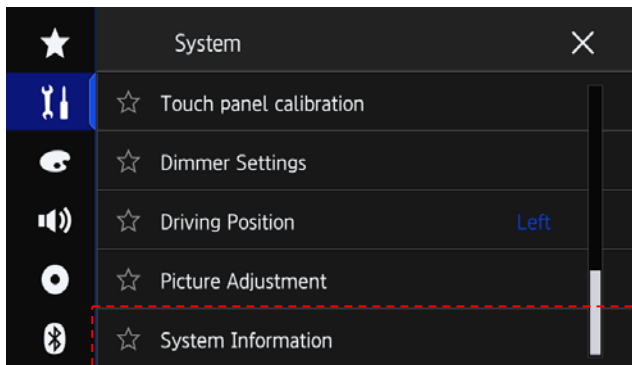 System
Touch panel calibration
Dimmer Settings
Driving Position Left
Picture Adjustment
System Information